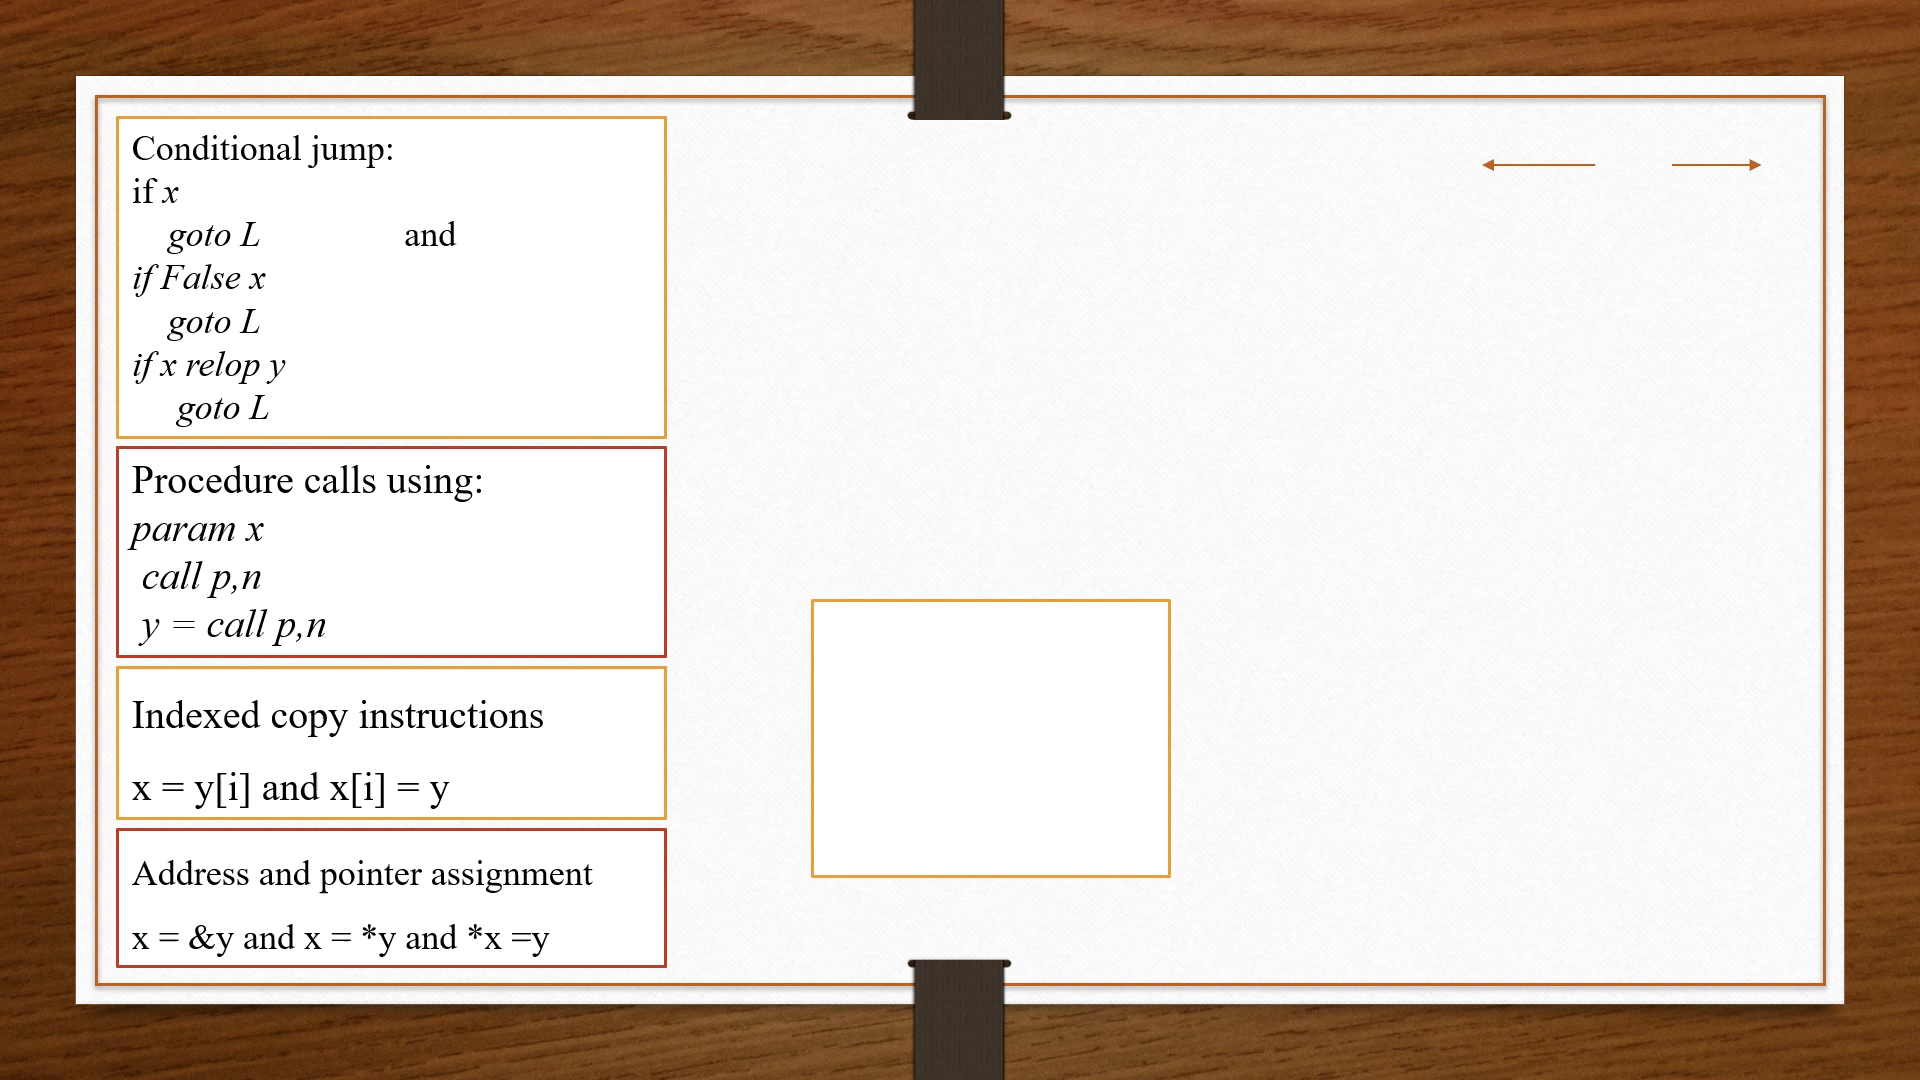 Conditional jump:
if x
goto L and
if False x
goto L
if x relop y
goto L
Procedure calls using:
param x
call p,n
y = call p,n
Indexed copy instructions
x = y[i] and x[i] = y
Address and pointer assignment
x = &y and x = *y and *x =y